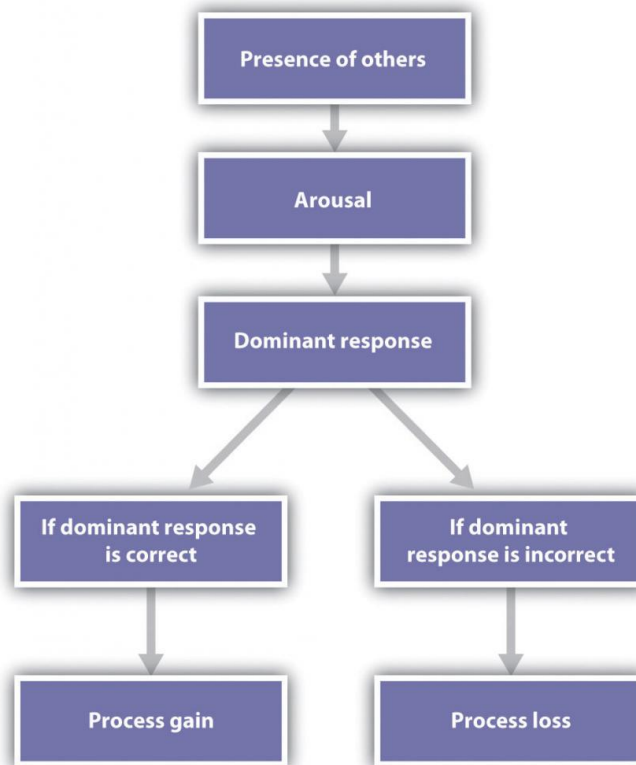 Presence of others
Arousal
Dominant response
If dominant response
is correct
If dominant
response is incorrect
Process gain
Process loss